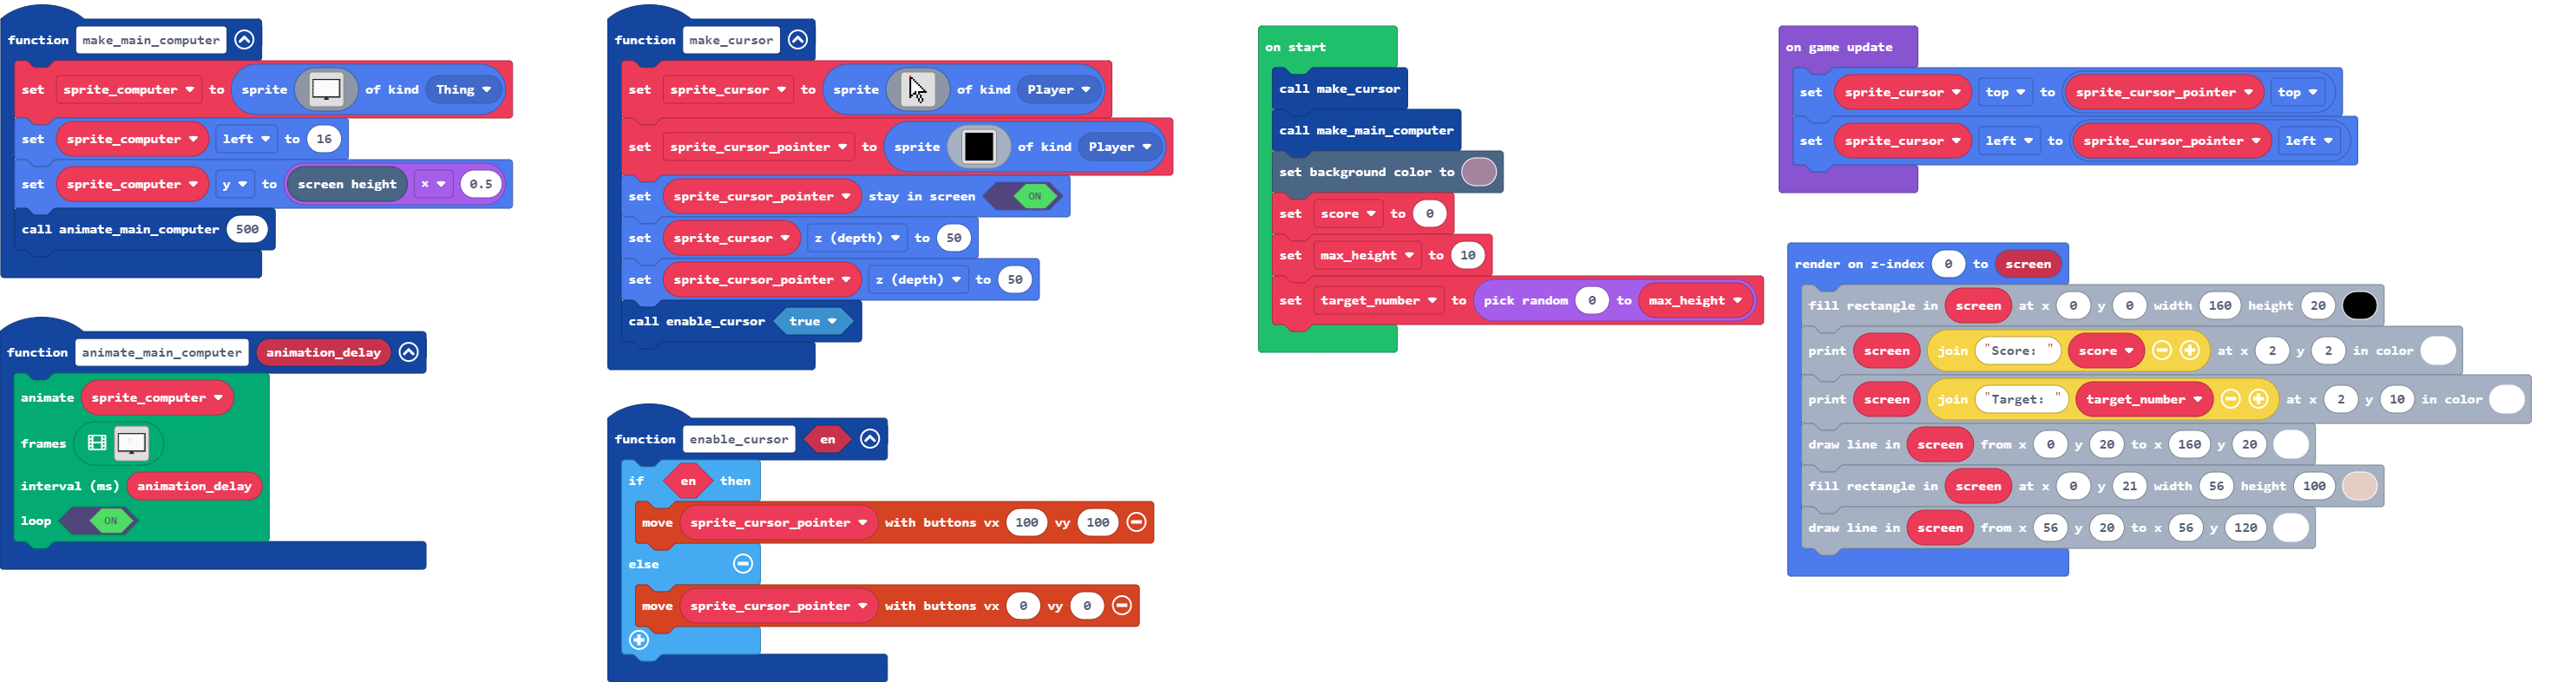 function make_main_computer
set sprite_computer to sprite of kind Thing
set sprite_computer left to 16
set sprite_computer y to screen height × 0.5
call animate_main_computer 500
function animate_main_computer animation_delay
animate sprite_computer
frames
interval (ms) animation_delay
loop ON
function make_cursor
set sprite_cursor to sprite of kind Player
set sprite_cursor_pointer to sprite of kind Player
set sprite_cursor_pointer stay in screen ON
set sprite_cursor z (depth) to 50
set sprite_cursor_pointer z (depth) to 50
call enable_cursor true
function enable_cursor en
if en then
move sprite_cursor_pointer with buttons vx 100 vy 100
else
move sprite_cursor_pointer with buttons vx 0 vy 0
on start
call make_cursor
call make_main_computer
set background color to
set score to 0
set max_height to 10
set target_number to pick random 0 to max_height
on game update
set sprite_cursor top to sprite_cursor_pointer top
set sprite_cursor left to sprite_cursor_pointer left
render on z-index 0 to screen
fill rectangle in screen at x 0 y 0 width 160 height 20
print screen join "Score: " score at x 2 y 2 in color
print screen join "Target: " target_number at x 2 y 10 in color
draw line in screen from x 0 y 20 to x 160 y 20
fill rectangle in screen at x 0 y 21 width 56 height 100
draw line in screen from x 56 y 20 to x 56 y 120